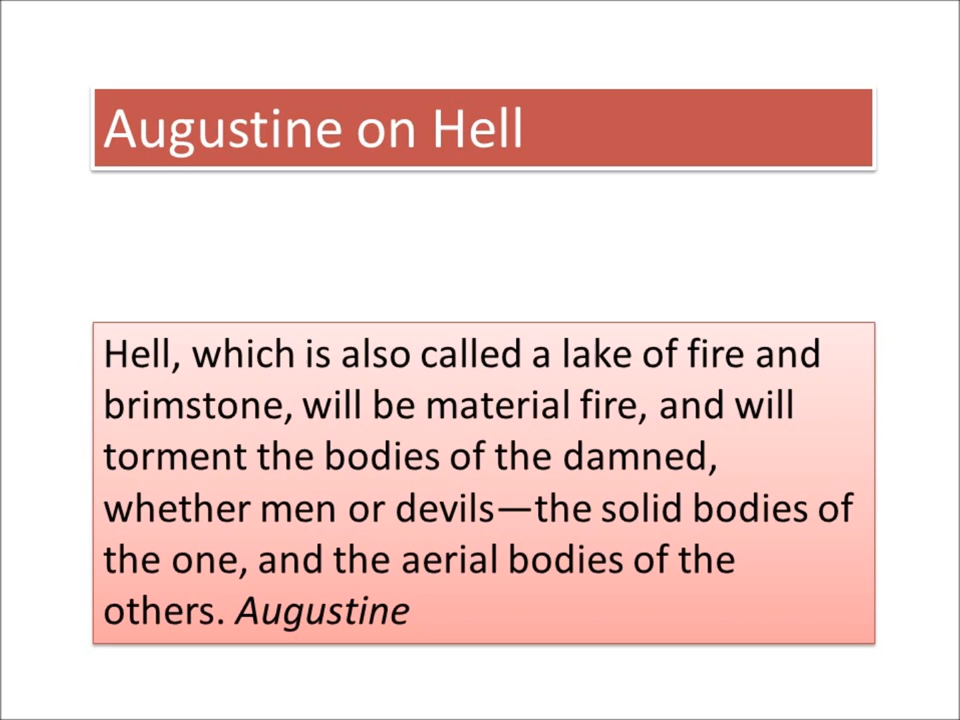 Augustine on Hell
Hell, which is also called a lake of fire and
brimstone, will be material fire, and will
torment the bodies of the damned,
whether men or devils—the solid bodies of
the one, and the aerial bodies of the
others. Augustine